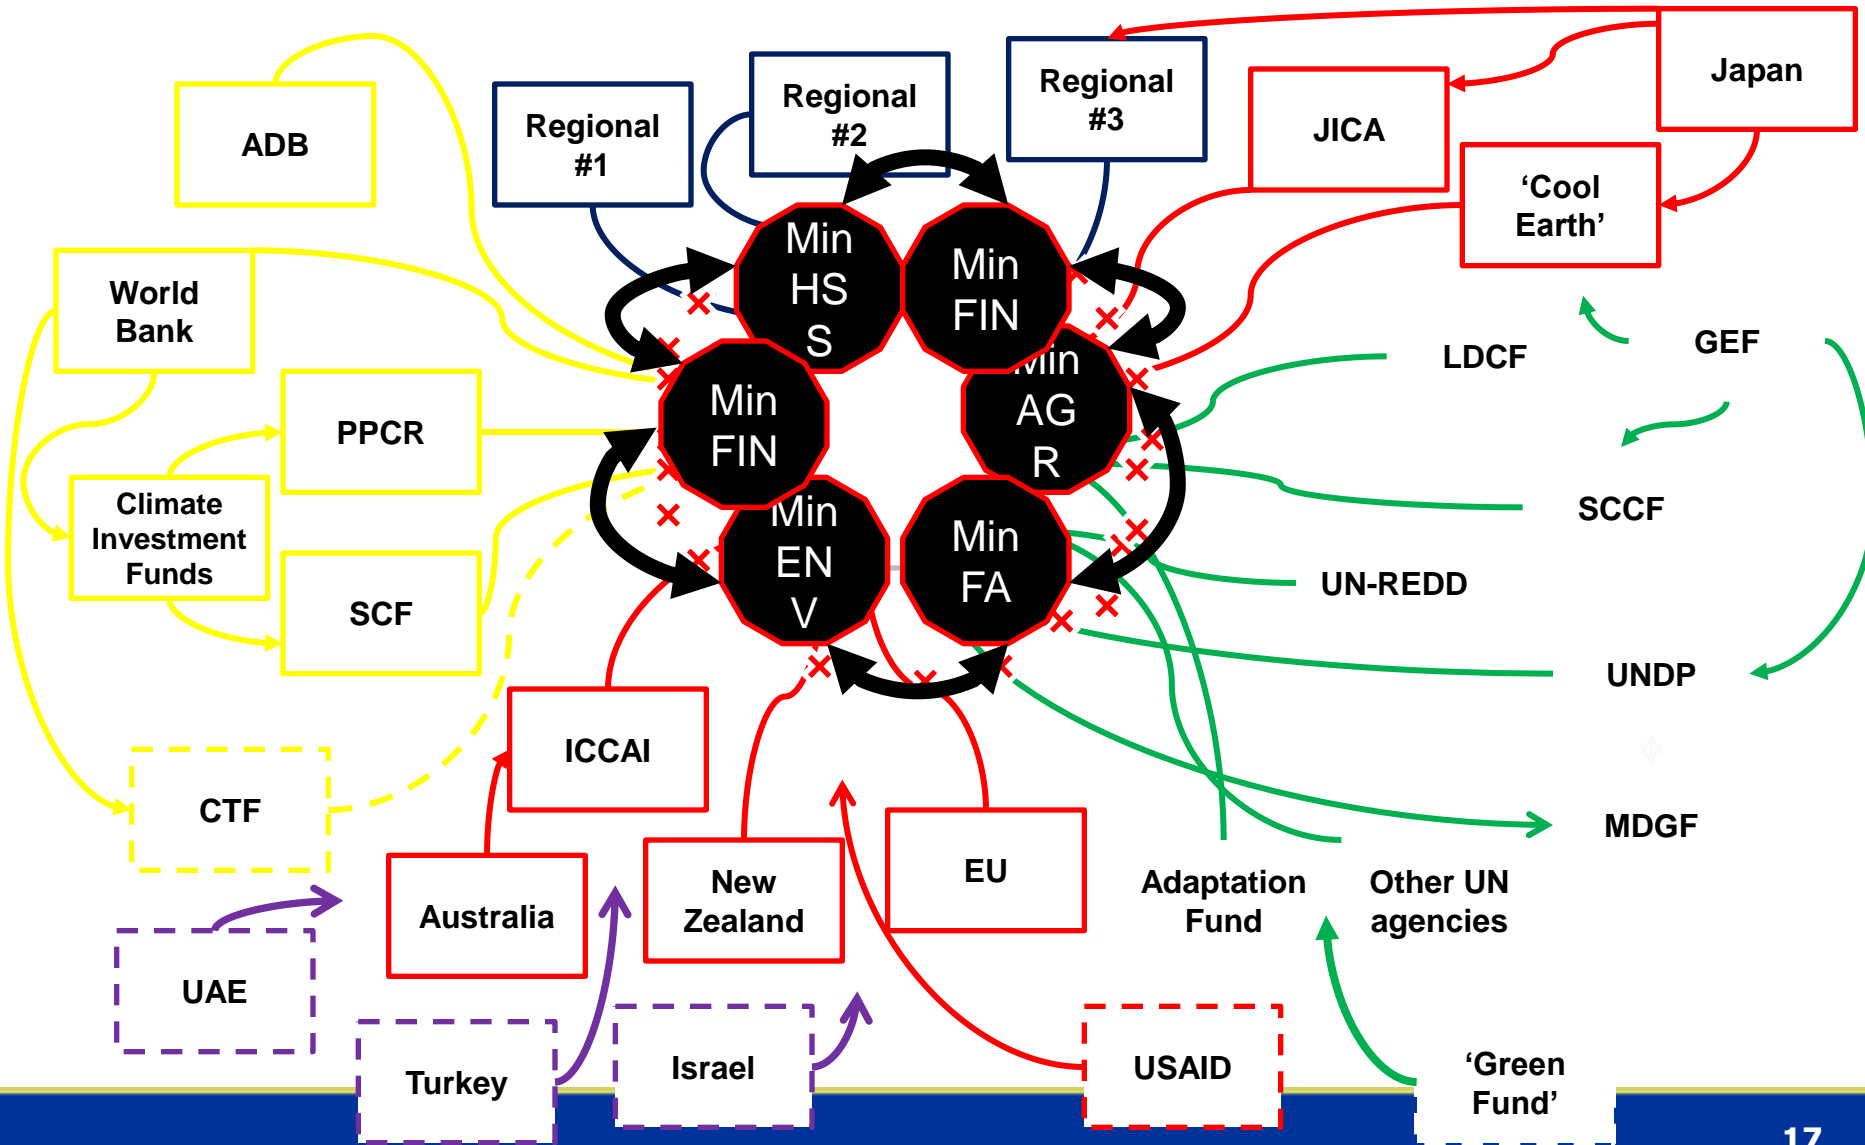 Japan
Regional
#3
Regional
#2
JICA
Regional
#1
ADB
‘Cool
Earth’
Min
HS
S
Min
FIN
World
Bank
GEF
LDCF
Min
AG
R
Min
FIN
PPCR
SCCF
Climate
Investment
Funds
Min
EN
V
Min
FA
UN-REDD
SCF
UNDP
ICCAI
CTF
MDGF
EU
Adaptation
Fund
Other UN
agencies
New
Zealand
Australia
UAE
Israel
USAID
Turkey
‘Green
Fund’
17